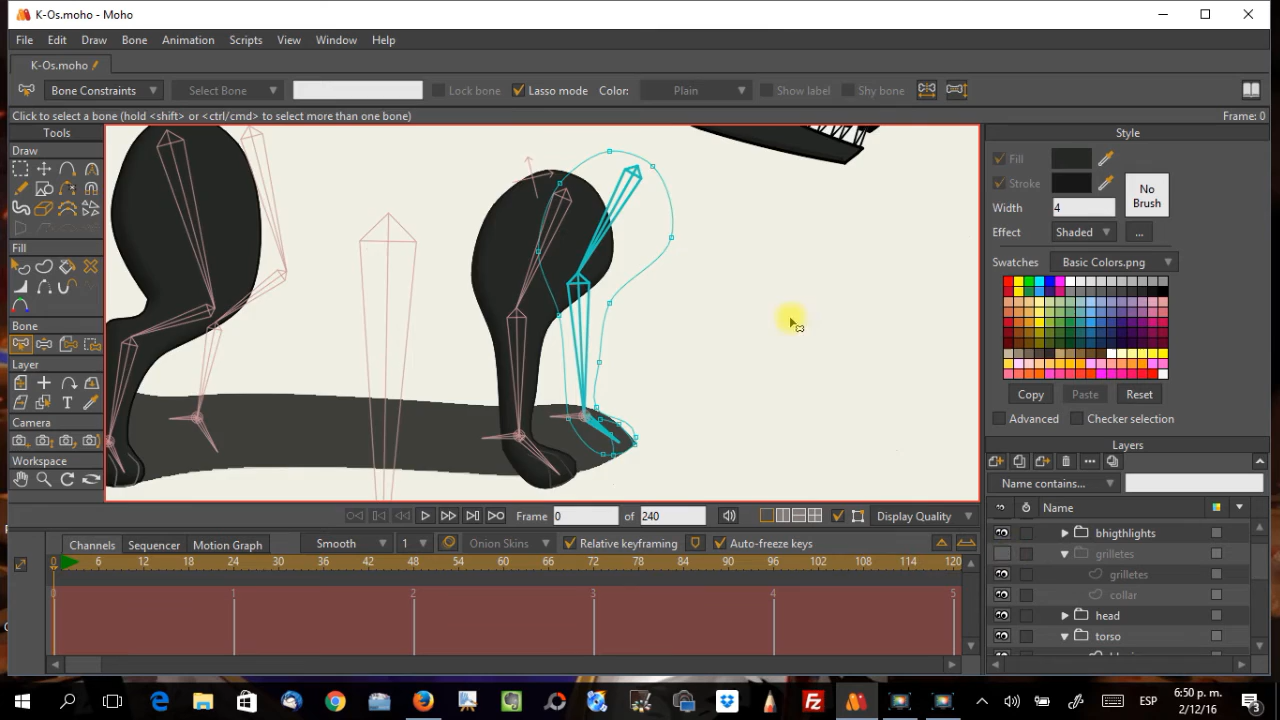 K-Os.moho - Moho
File Edit Draw Bone Animation Scripts View Window Help
K-Os.moho
Bone Constraints Select Bone Lock bone Lasso mode Color: Plain Show label Shy bone
Click to select a bone (hold <shift> or <ctrl/cmd> to select more than one bone) Frame: 0
Tools
Draw
Fill
Bone
Layer
Camera
Workspace
Style
Fill
Stroke
No
Brush
Width 4
Effect Shaded ...
Swatches Basic Colors.png
Copy Paste Reset
Advanced Checker selection
Layers
Name contains...
Name
bhigthlights
grilletes
grilletes
collar
head
torso
Frame 0 of 240 Display Quality
Channels Sequencer Motion Graph Smooth 1 Onion Skins Relative keyframing Auto-freeze keys
0 6 12 18 24 30 36 42 48 54 60 66 72 78 84 90 96 102 108 114 120
0 1 2 3 4 5
ESP 6:50 p. m.
2/12/16
3